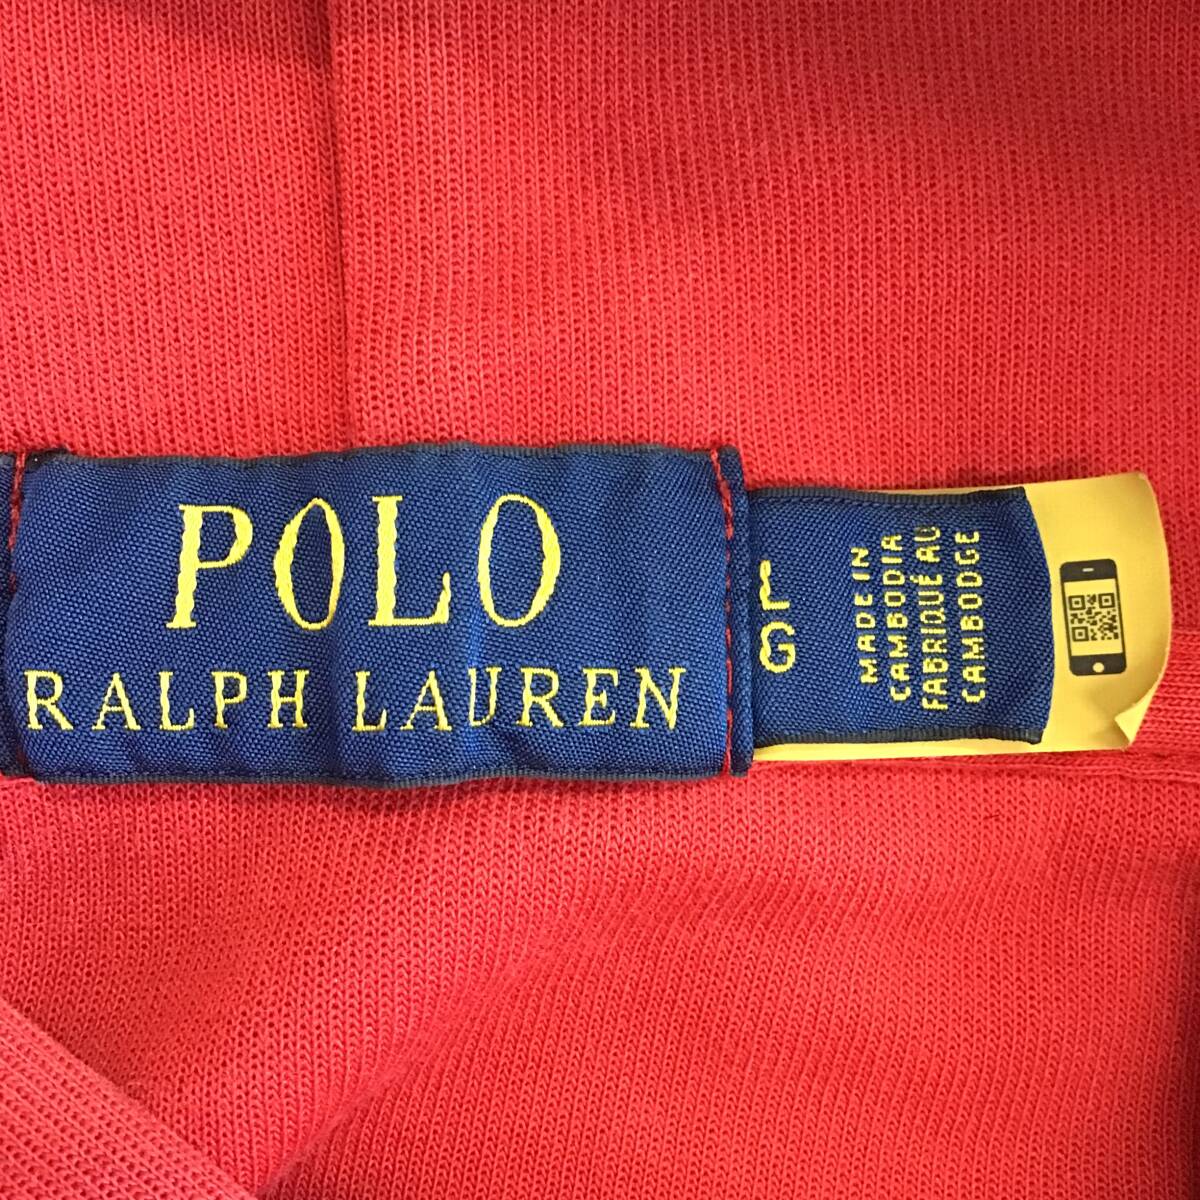 POLO
RALPH LAUREN
L
G
MADE IN
CAMBODIA
FABRIQUÉ AU
CAMBODGE